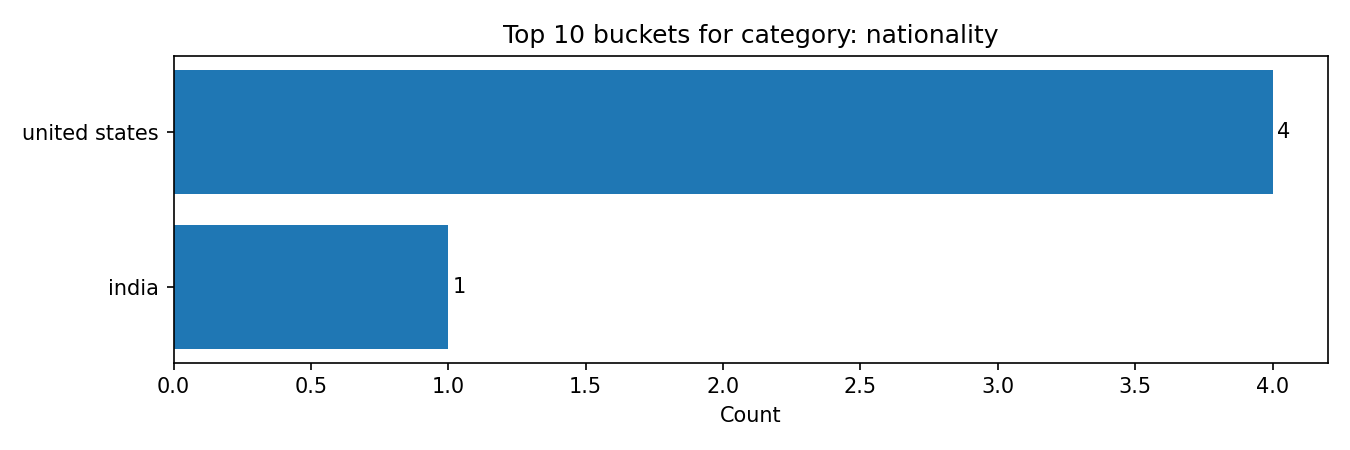 Top 10 buckets for category: nationality
united states
4
india
1
0.0 0.5 1.0 1.5 2.0 2.5 3.0 3.5 4.0
Count